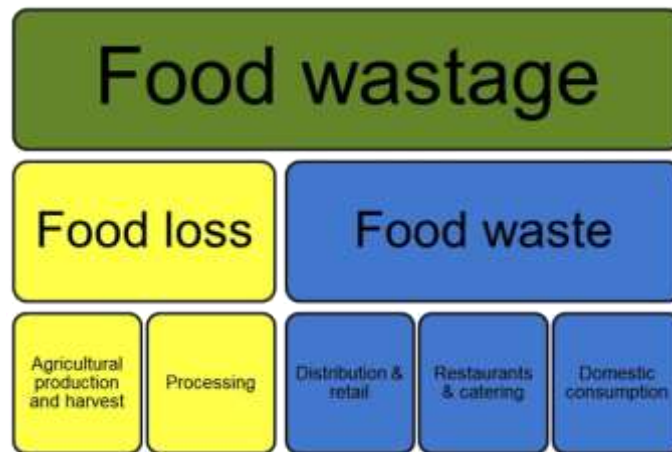 Food wastage
Food loss
Food waste
Agricultural
production
and harvest
Processing
Distribution &
retail
Restaurants
& catering
Domestic
consumption